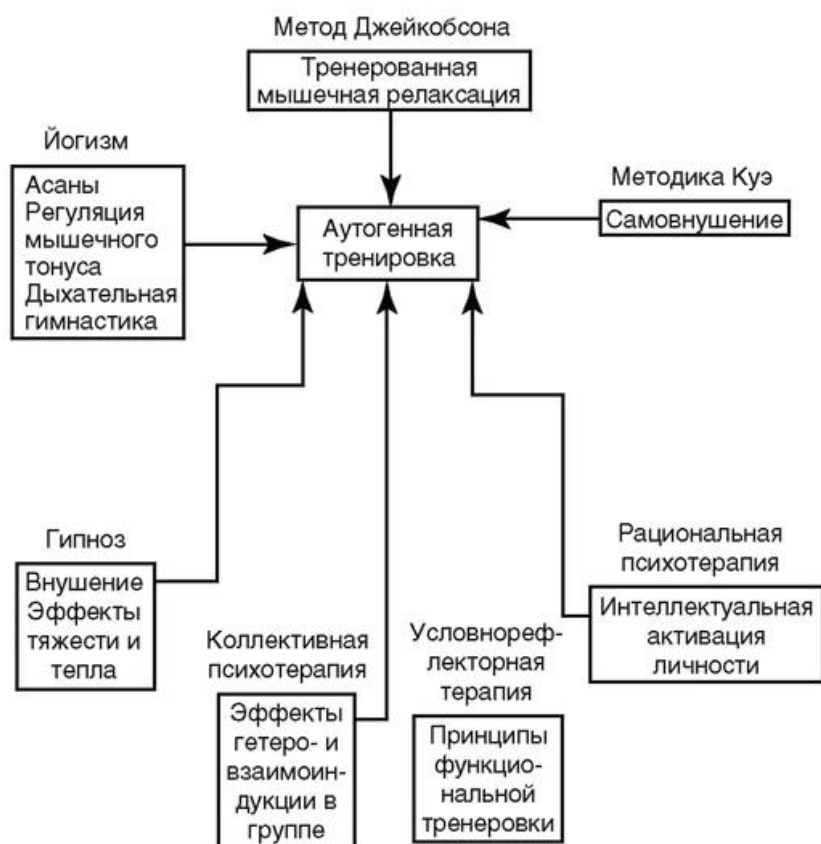 Метод Джейкобсона
Тренерованная
мышечная релаксация
Йогизм
Асаны
Регуляция
мышечного
тонуса
Дыхательная
гимнастика
Аутогенная
тренировка
Методика Куэ
Самовнушение
Гипноз
Внушение
Эффекты
тяжести и
тепла
Коллективная
психотерапия
Эффекты
гетеро- и
взаимоин-
дукции в
группе
Условнореф-
лекторная
терапия
Принципы
функцио-
нальной
тренеровки
Рациональная
психотерапия
Интеллектуальная
активация
личности